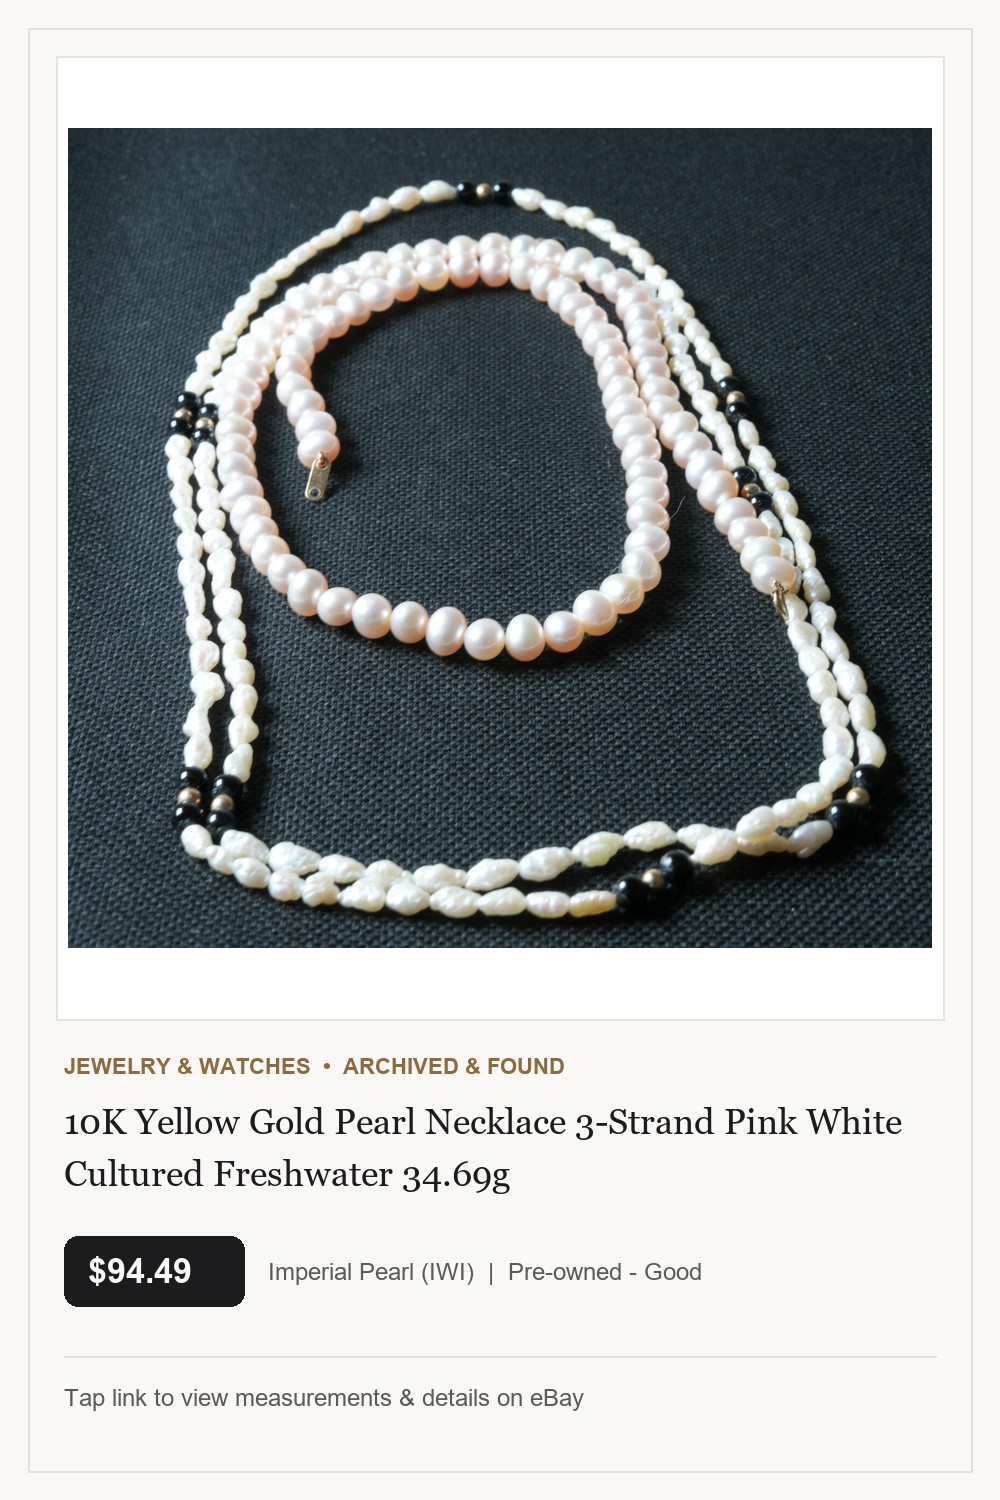 JEWELRY & WATCHES • ARCHIVED & FOUND
10K Yellow Gold Pearl Necklace 3-Strand Pink White
Cultured Freshwater 34.69g
$94.49
Imperial Pearl (IWI) | Pre-owned - Good
Tap link to view measurements & details on eBay